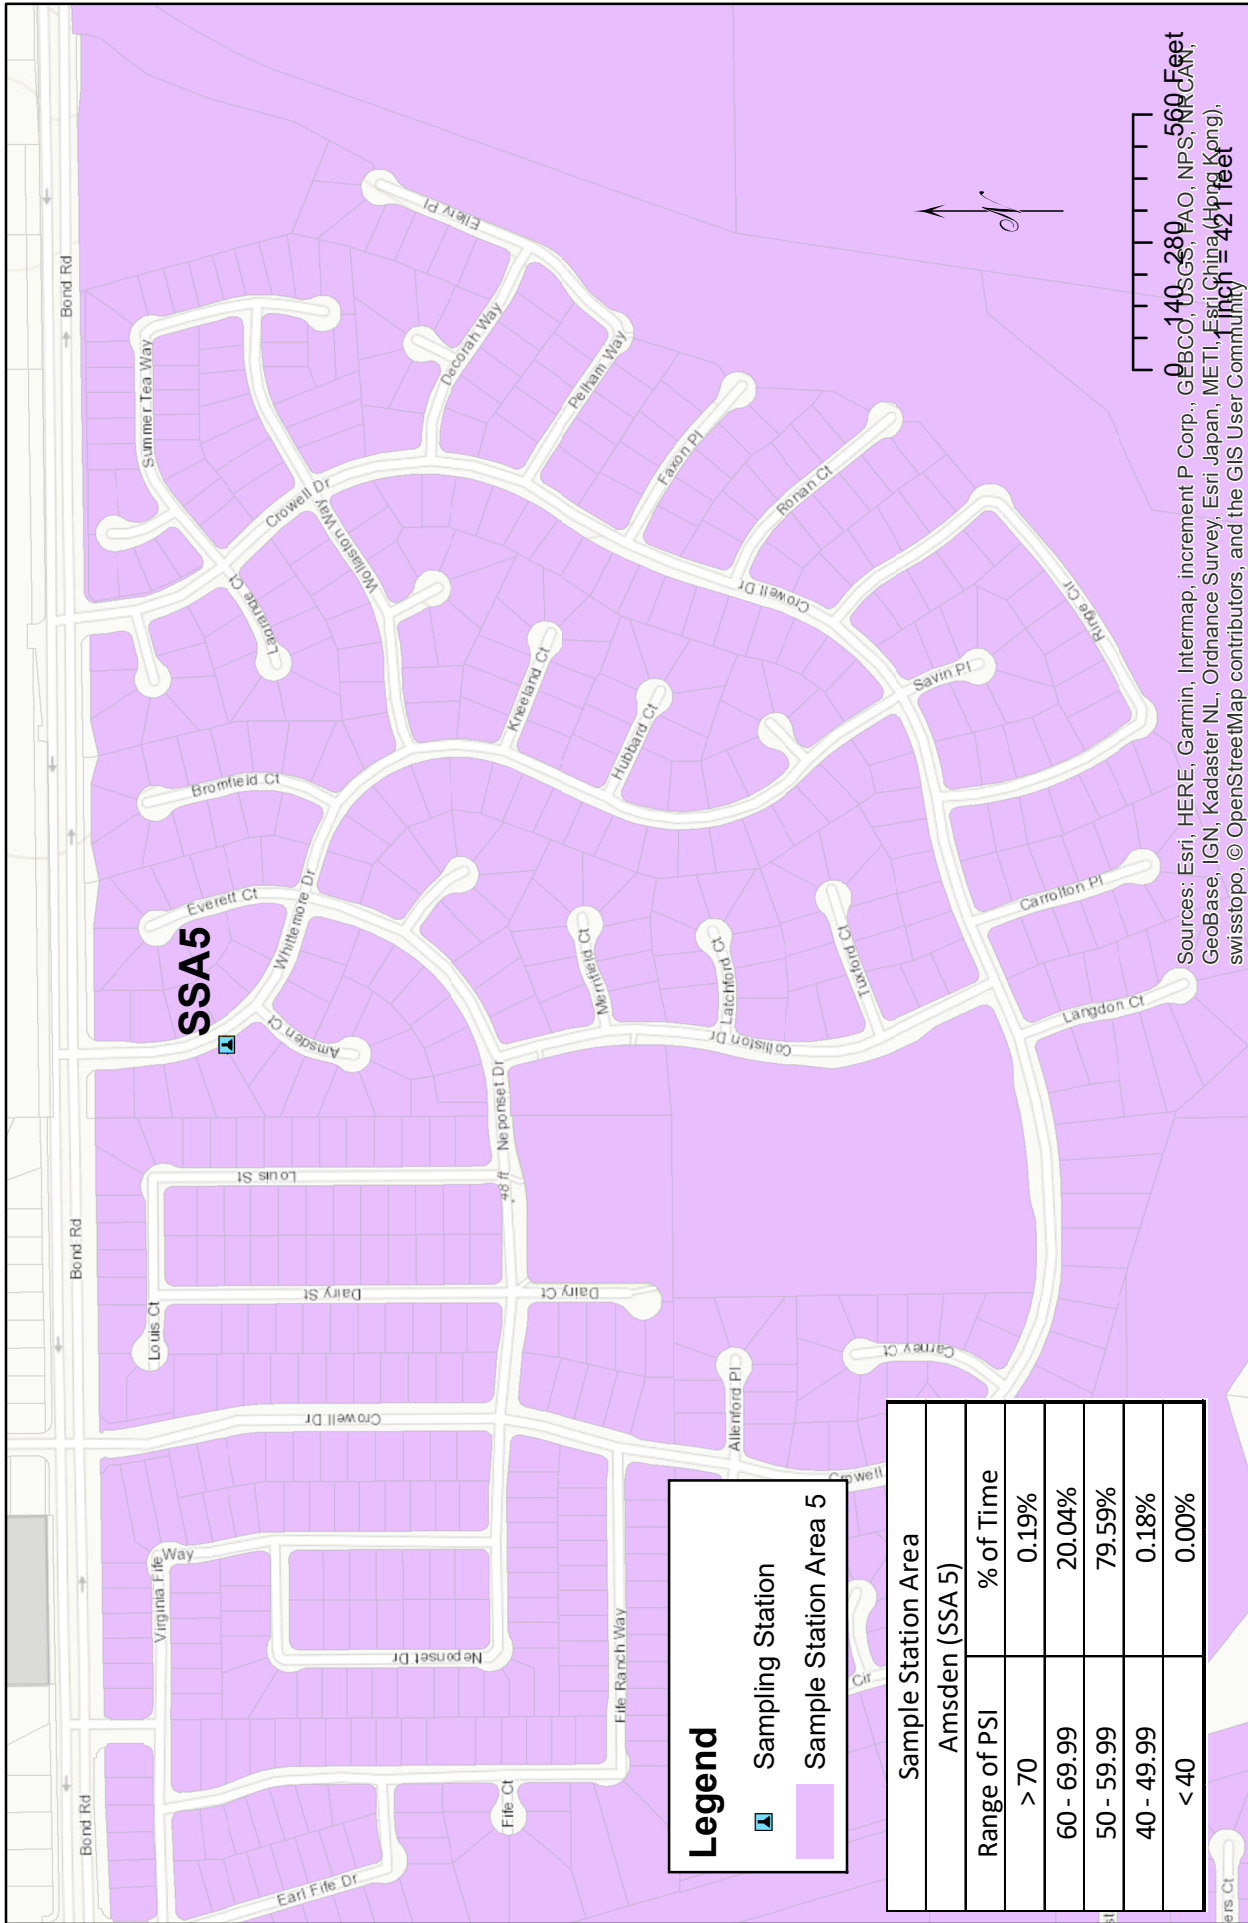 Bond Rd
Bond Rd
Bond Rd
Virginia Fife Way
Louis Ct
Louis St
Dairy St
Dairy Ct
Crowell Dr
Neponset Dr
Earl Fife Dr
Fife Ct
Fife Ranch Way
Allenford Pl
Carney Ct
Crowell
Cir
48 ft
Neponset Dr
SSA5
Amsden Ct
Everett Ct
Whittemore Dr
Bromfield Ct
Lagrange Ct
Summer Tea Way
Crowell Dr
Wollaston Way
Dacorah Way
Ellery Pl
Pelham Way
Faxon Pl
Ronan Ct
Crowell Dr
Kneeland Ct
Hubbard Ct
Merrifield Ct
Latchford Ct
Tuxford Ct
Colliston Dr
Savin Pl
Ringe Cir
Carrolton Pl
Langdon Ct
st
ers Ct
Legend
Sampling Station
Sample Station Area 5
Sample Station Area
Amsden (SSA 5)
Range of PSI % of Time
> 70 0.19%
60 - 69.99 20.04%
50 - 59.99 79.59%
40 - 49.99 0.18%
< 40 0.00%
N
0 140 280 560 Feet
1 inch = 421 feet
Sources: Esri, HERE, Garmin, Intermap, increment P Corp., GEBCO, USGS, FAO, NPS, NRCAN,
GeoBase, IGN, Kadaster NL, Ordnance Survey, Esri Japan, METI, Esri China (Hong Kong),
swisstopo, © OpenStreetMap contributors, and the GIS User Community